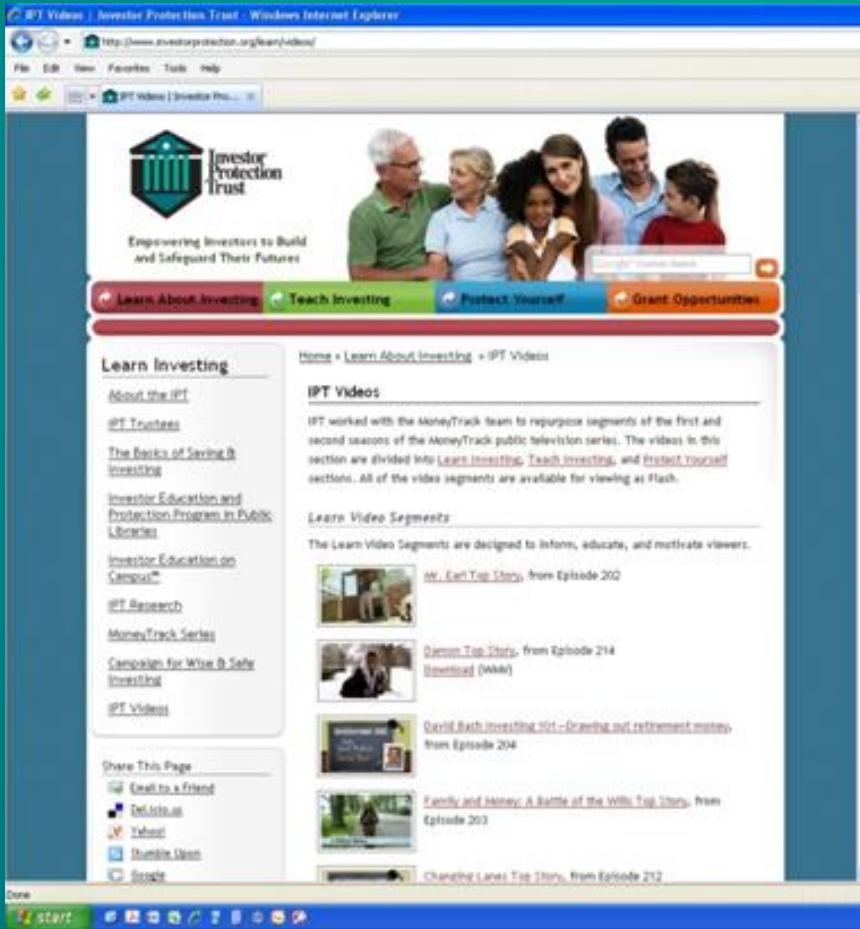 IPT Videos | Investor Protection Trust - Windows Internet Explorer
http://www.investorprotection.org/learn/videos/
File Edit View Favorites Tools Help
IPT Videos | Investor Pro...
Investor
Protection
Trust
Empowering Investors to Build
and Safeguard Their Futures
Google™ Custom Search
Learn About Investing Teach Investing Protect Yourself Grant Opportunities
Learn Investing
About the IPT
IPT Trustees
The Basics of Saving &
Investing
Investor Education and
Protection Program in Public
Libraries
Investor Education on
Campus℠
IPT Research
MoneyTrack Series
Campaign for Wise & Safe
Investing
IPT Videos
Share This Page
Email to a Friend
Del.icio.us
Yahoo!
Stumble Upon
Google
Home » Learn About Investing » IPT Videos
IPT Videos
IPT worked with the MoneyTrack team to repurpose segments of the first and
second seasons of the MoneyTrack public television series. The videos in this
section are divided into Learn Investing, Teach Investing, and Protect Yourself
sections. All of the video segments are available for viewing as Flash.
Learn Video Segments
The Learn Video Segments are designed to inform, educate, and motivate viewers.
Mr. Earl Top Story, from Episode 202
Damon Top Story, from Episode 214
Download (WMV)
David Bach Investing 101—Drawing out retirement money,
from Episode 204
Family and Money: A Battle of the Wills Top Story, from
Episode 203
Changing Lanes Top Story, from Episode 212
Done
start